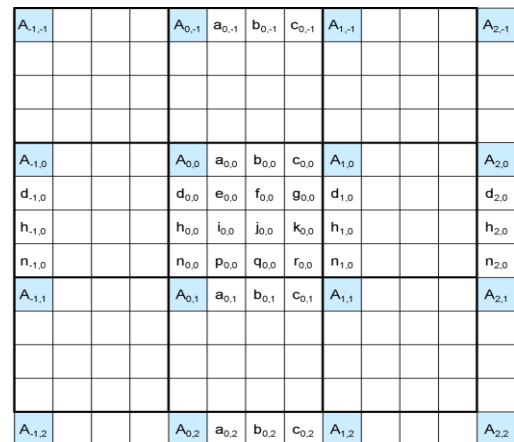 A-1,-1 A0,-1 a0,-1 b0,-1 c0,-1 A1,-1 A2,-1
A-1,0 A0,0 a0,0 b0,0 c0,0 A1,0 A2,0
d-1,0 d0,0 e0,0 f0,0 g0,0 d1,0 d2,0
h-1,0 h0,0 i0,0 j0,0 k0,0 h1,0 h2,0
n-1,0 n0,0 p0,0 q0,0 r0,0 n1,0 n2,0
A-1,1 A0,1 a0,1 b0,1 c0,1 A1,1 A2,1
A-1,2 A0,2 a0,2 b0,2 c0,2 A1,2 A2,2